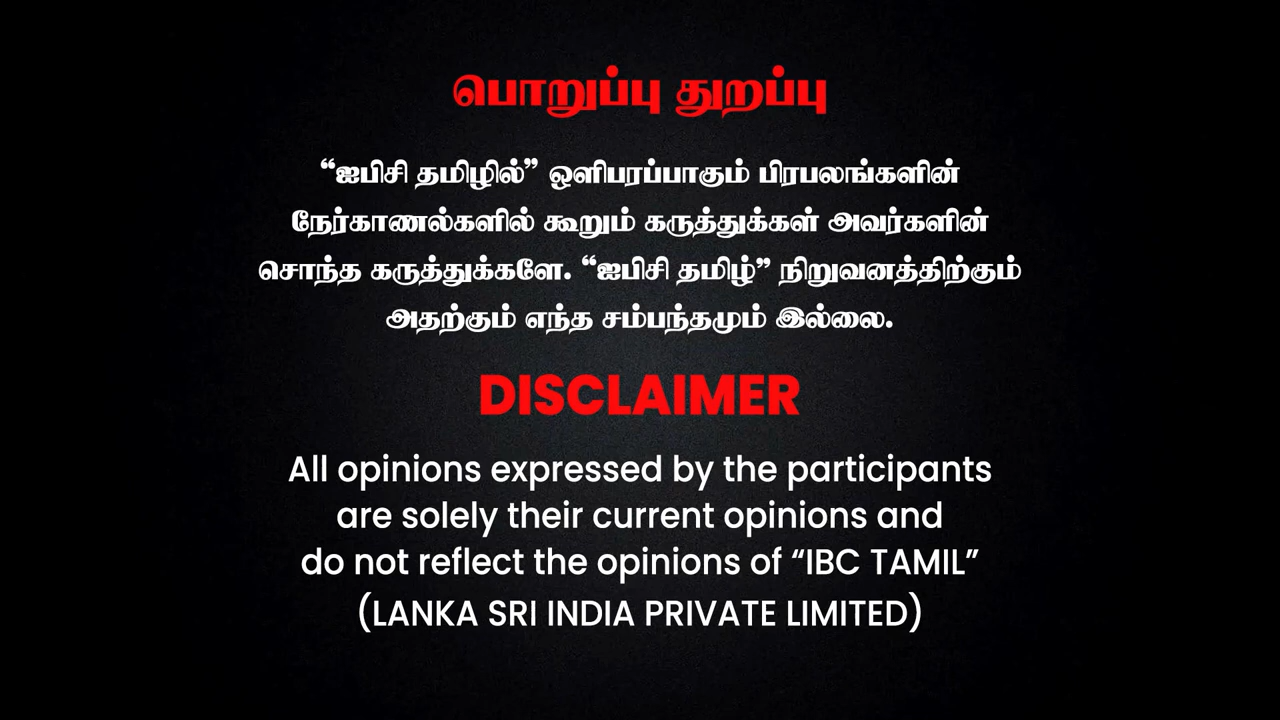 பொறுப்பு துறப்பு
“ஐபிசி தமிழில்” ஒளிபரப்பாகும் பிரபலங்களின்
நேர்காணல்களில் கூறும் கருத்துக்கள் அவர்களின்
சொந்த கருத்துக்களே. “ஐபிசி தமிழ்” நிறுவனத்திற்கும்
அதற்கும் எந்த சம்பந்தமும் இல்லை.
DISCLAIMER
All opinions expressed by the participants
are solely their current opinions and
do not reflect the opinions of “IBC TAMIL”
(LANKA SRI INDIA PRIVATE LIMITED)